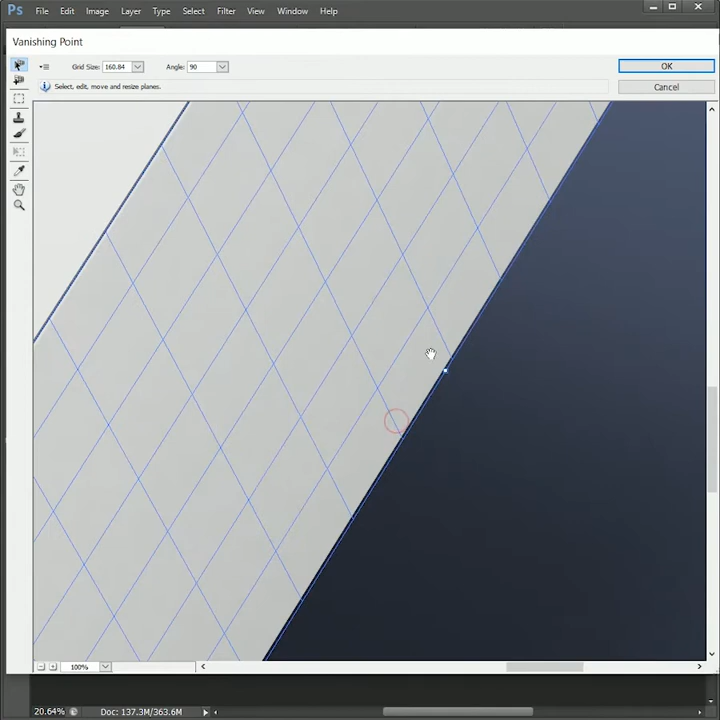 Ps File Edit Image Layer Type Select Filter View Window Help
Vanishing Point
Grid Size: 160.84 Angle: 90
OK
Select, edit, move and resize planes.
Cancel
100%
20.64% Doc: 137.3M/363.6M